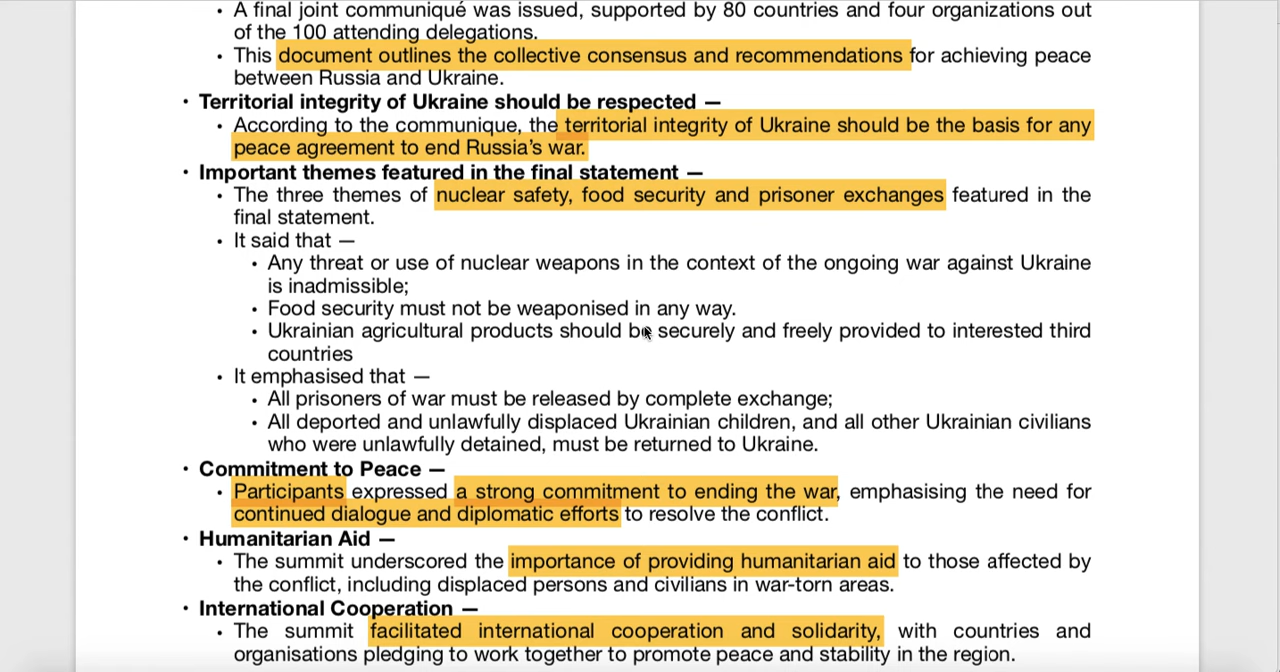 • A final joint communiqué was issued, supported by 80 countries and four organizations out
of the 100 attending delegations.
• This document outlines the collective consensus and recommendations for achieving peace
between Russia and Ukraine.
• Territorial integrity of Ukraine should be respected —
• According to the communique, the territorial integrity of Ukraine should be the basis for any
peace agreement to end Russia's war.
• Important themes featured in the final statement —
• The three themes of nuclear safety, food security and prisoner exchanges featured in the
final statement.
• It said that —
• Any threat or use of nuclear weapons in the context of the ongoing war against Ukraine
is inadmissible;
• Food security must not be weaponised in any way.
• Ukrainian agricultural products should be securely and freely provided to interested third
countries
• It emphasised that —
• All prisoners of war must be released by complete exchange;
• All deported and unlawfully displaced Ukrainian children, and all other Ukrainian civilians
who were unlawfully detained, must be returned to Ukraine.
• Commitment to Peace —
• Participants expressed a strong commitment to ending the war, emphasising the need for
continued dialogue and diplomatic efforts to resolve the conflict.
• Humanitarian Aid —
• The summit underscored the importance of providing humanitarian aid to those affected by
the conflict, including displaced persons and civilians in war-torn areas.
• International Cooperation —
• The summit facilitated international cooperation and solidarity, with countries and
organisations pledging to work together to promote peace and stability in the region.